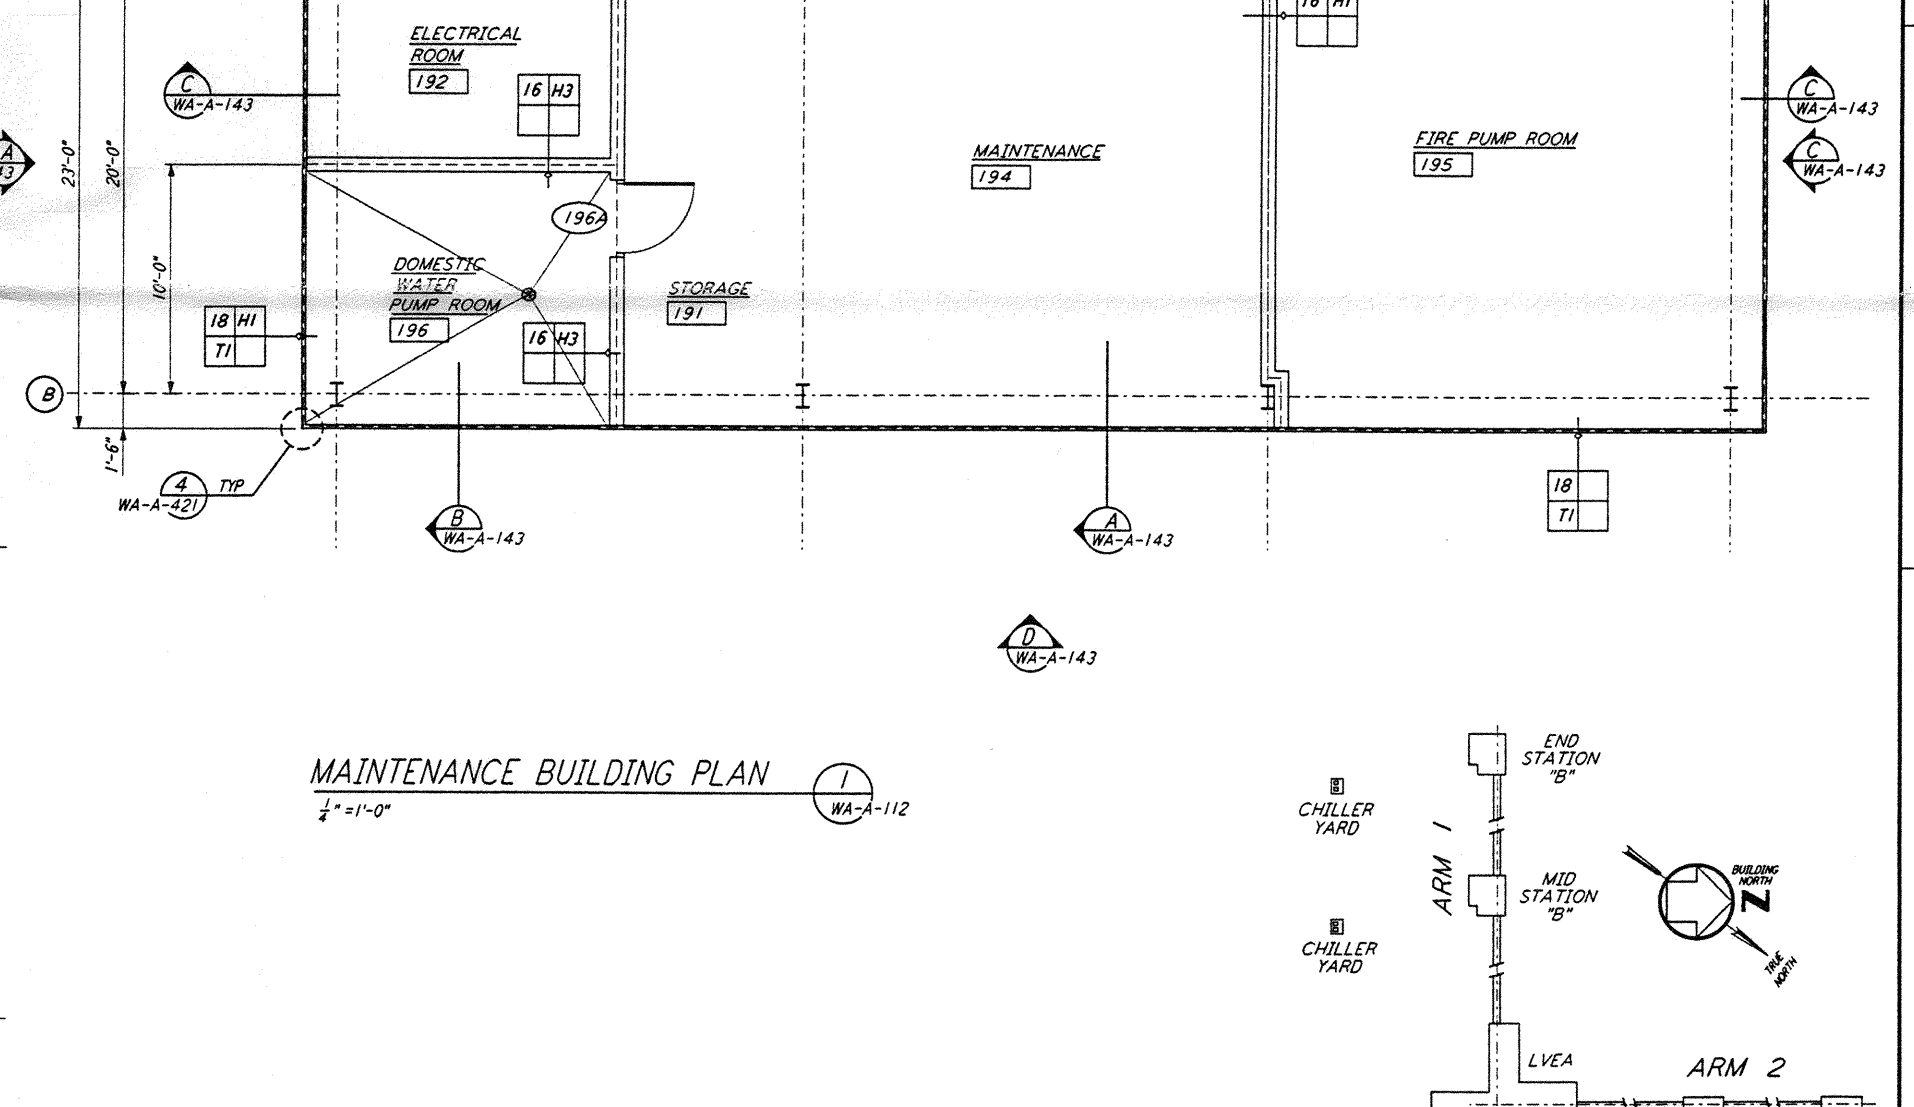 ELECTRICAL
ROOM
192
16 H3
C
WA-A-143
16 H1
C
WA-A-143
A
13
23'-0"
20'-0"
MAINTENANCE
194
FIRE PUMP ROOM
195
C
WA-A-143
196A
10'-0"
DOMESTIC
WATER
PUMP ROOM
196
STORAGE
191
18 H1
T1
16 H3
B
1'-6"
4 TYP
WA-A-421
B
WA-A-143
A
WA-A-143
18
T1
D
WA-A-143
MAINTENANCE BUILDING PLAN
1
1/4" =1'-0"
WA-A-112
END
STATION
"B"
CHILLER
YARD
ARM 1
MID
STATION
"B"
BUILDING
NORTH
N
TRUE
NORTH
CHILLER
YARD
LVEA
ARM 2